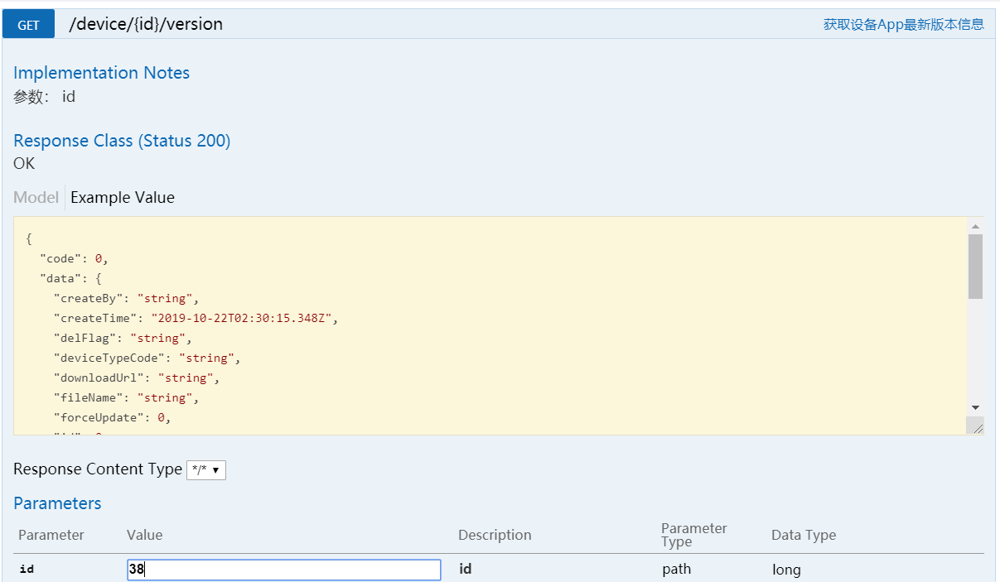 GET /device/{id}/version 获取设备App最新版本信息
Implementation Notes
参数： id
Response Class (Status 200)
OK
Model Example Value
{
"code": 0,
"data": {
"createBy": "string",
"createTime": "2019-10-22T02:30:15.348Z",
"delFlag": "string",
"deviceTypeCode": "string",
"downloadUrl": "string",
"fileName": "string",
"forceUpdate": 0,
Response Content Type */*
Parameters
Parameter Value Description Parameter Type Data Type
id 38 id path long